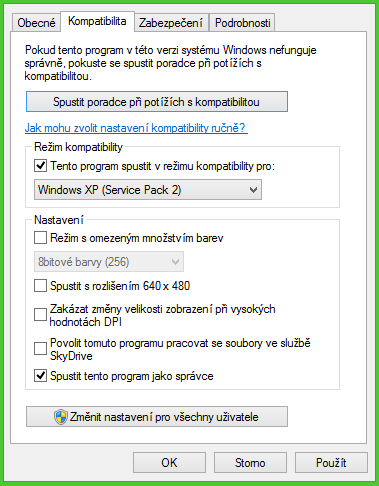 Obecné Kompatibilita Zabezpečení Podrobnosti
Pokud tento program v této verzi systému Windows nefunguje
správně, pokuste se spustit poradce při potížích s
kompatibilitou.
Spustit poradce při potížích s kompatibilitou
Jak mohu zvolit nastavení kompatibility ručně?
Režim kompatibility
Tento program spustit v režimu kompatibility pro:
Windows XP (Service Pack 2)
Nastavení
Režim s omezeným množstvím barev
8bitové barvy (256)
Spustit s rozlišením 640 x 480
Zakázat změny velikosti zobrazení při vysokých
hodnotách DPI
Povolit tomuto programu pracovat se soubory ve službě
SkyDrive
Spustit tento program jako správce
Změnit nastavení pro všechny uživatele
OK Storno Použít